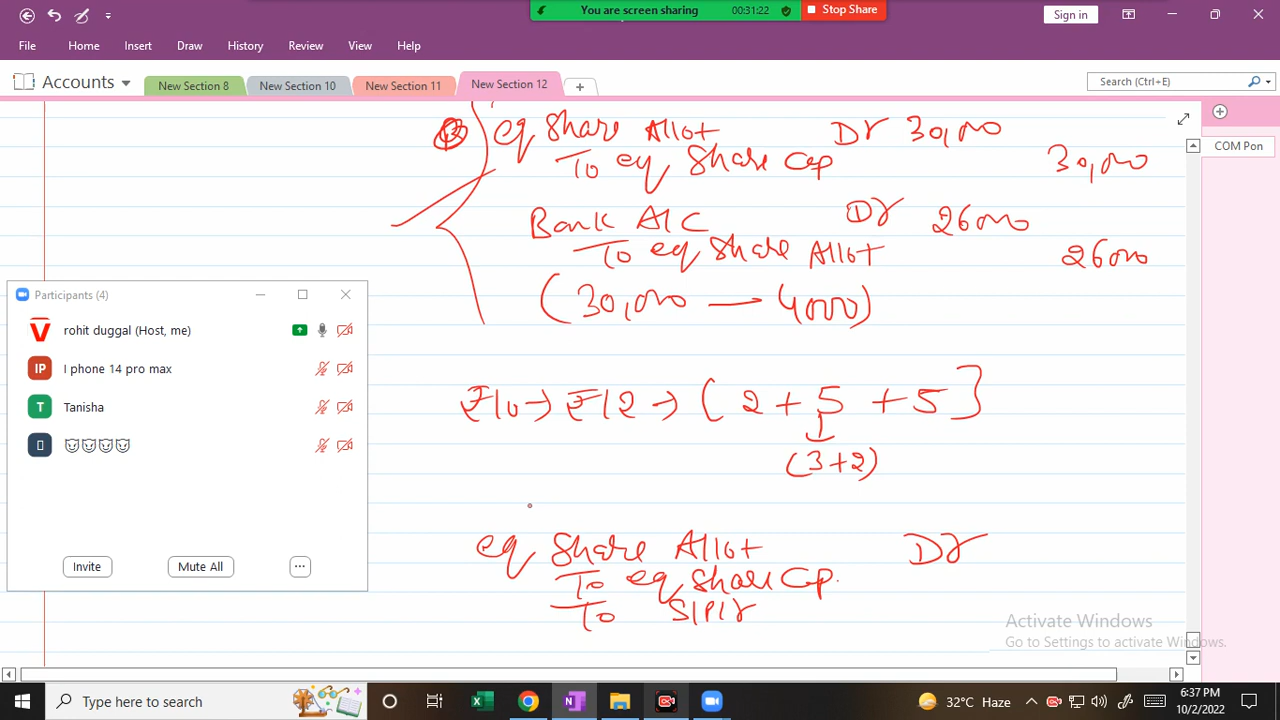 You are screen sharing 00:31:22 Stop Share
Sign in
File Home Insert Draw History Review View Help
Accounts New Section 8 New Section 10 New Section 11 New Section 12 + Search (Ctrl+E)
COM Pon
eq Share Allot Dr 30,000
To eq Share Cap 30,000
Bank A/C Dr 26000
To eq Share Allot 26000
(30,000 — 4000)
₹10 → ₹12 → (2 + 5 + 5]
(3+2)
eq Share Allot Dr
To eq Share Cp.
To S/P/r
Participants (4)
rohit duggal (Host, me)
IP I phone 14 pro max
T Tanisha
Invite Mute All ...
Activate Windows
Go to Settings to activate Windows.
Type here to search
32°C Haze
6:37 PM
10/2/2022